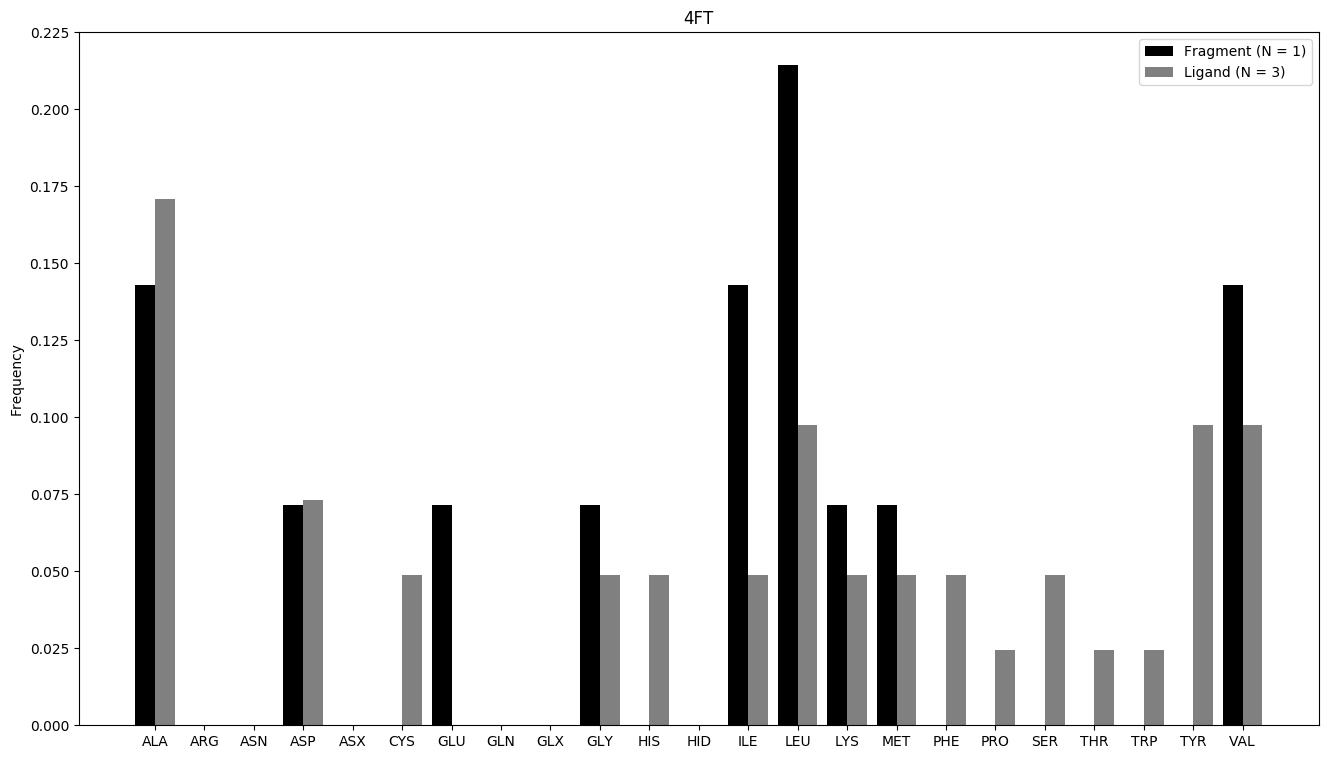 4FT
Fragment (N = 1)
Ligand (N = 3)
Frequency
0.225
0.200
0.175
0.150
0.125
0.100
0.075
0.050
0.025
0.000
ALA ARG ASN ASP ASX CYS GLU GLN GLX GLY HIS HID ILE LEU LYS MET PHE PRO SER THR TRP TYR VAL